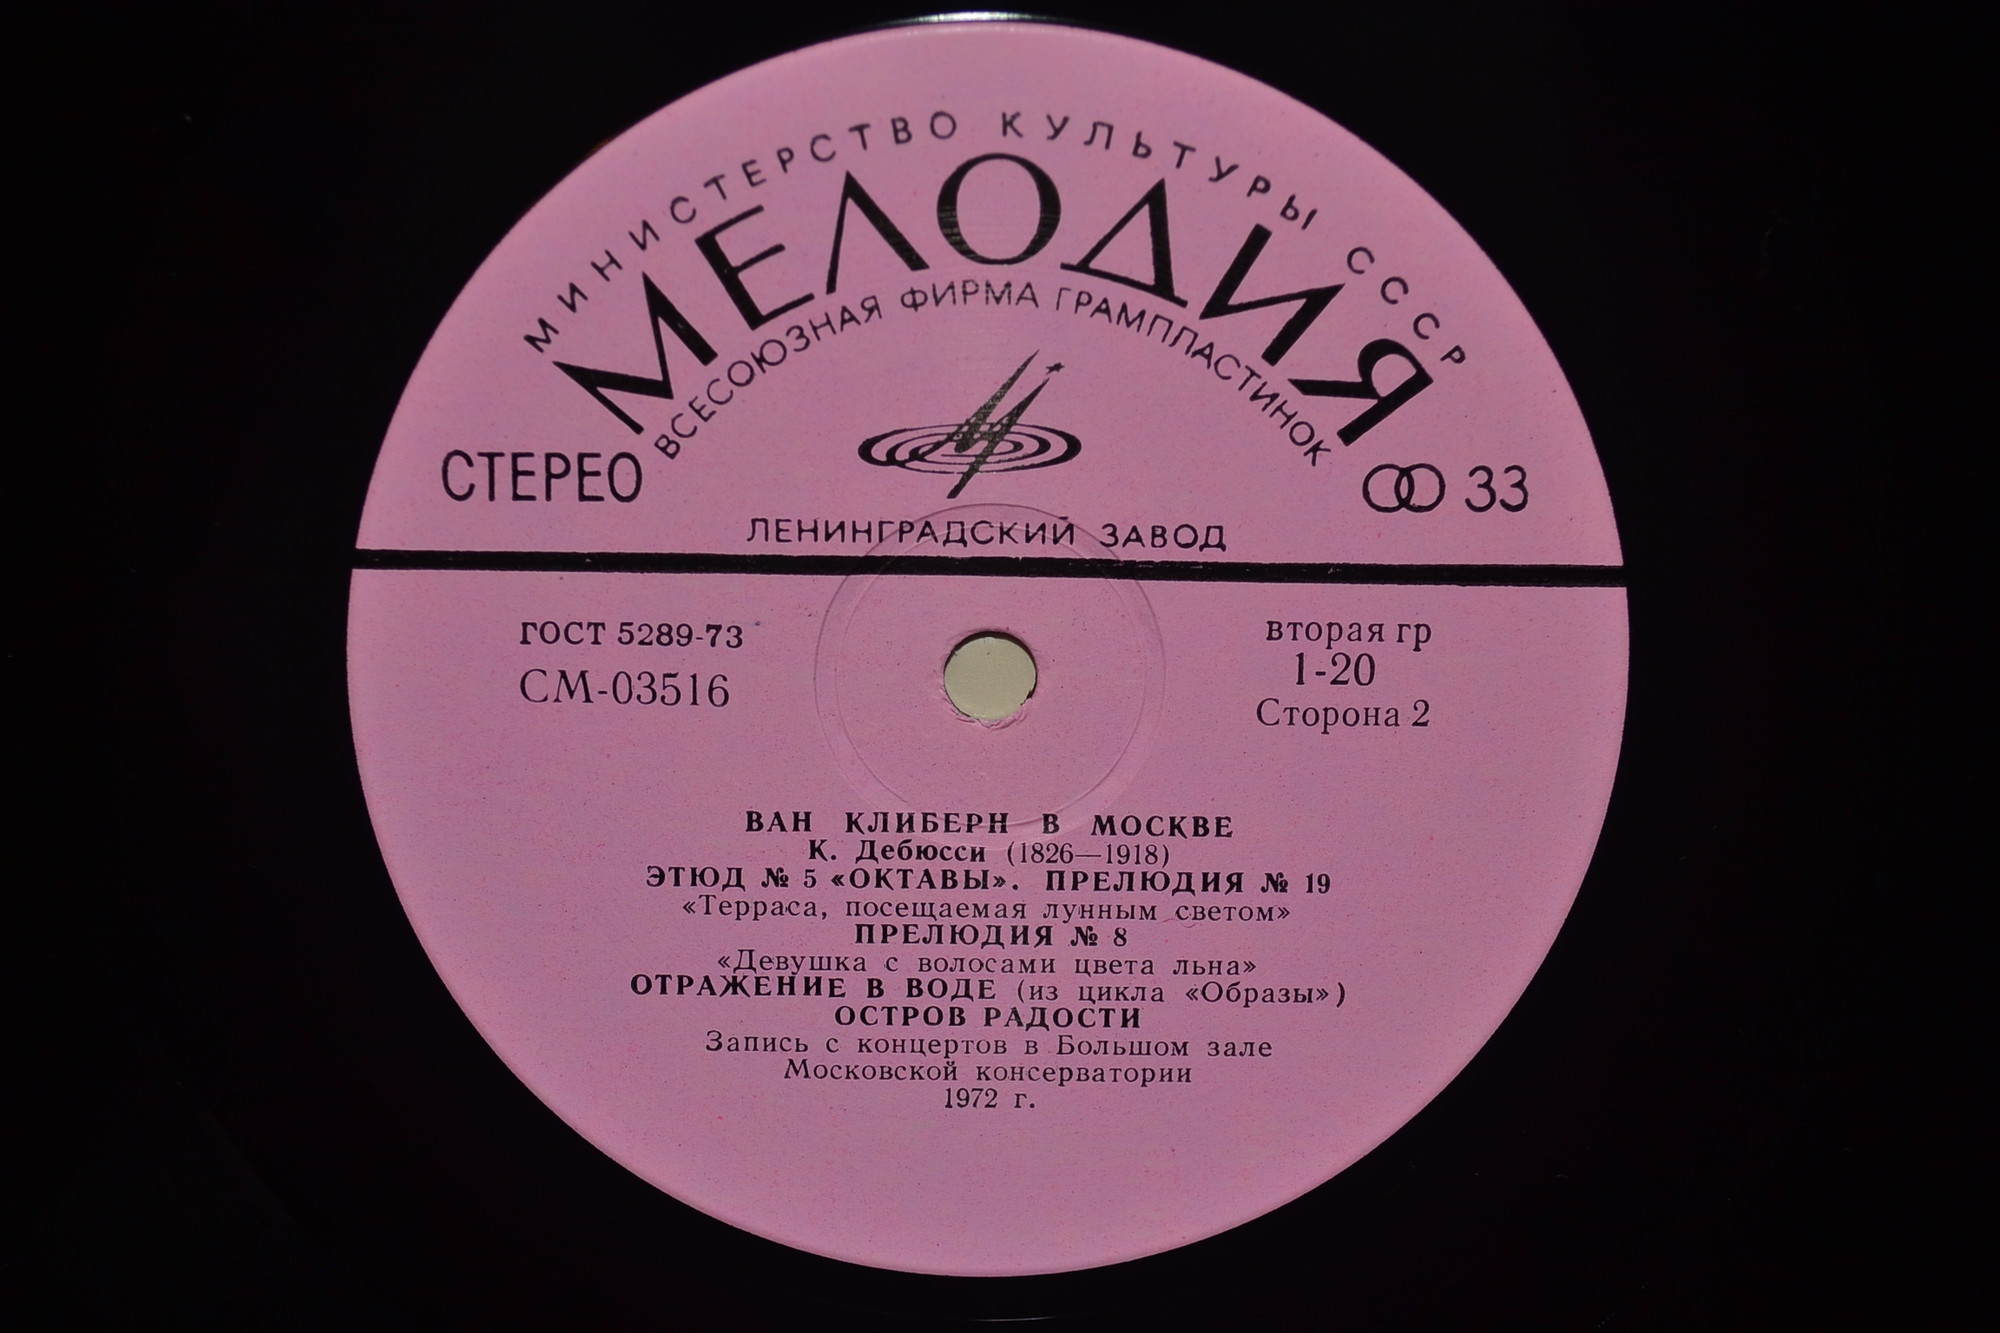 МИНИСТЕРСТВО КУЛЬТУРЫ СССР
МЕЛОДИЯ
ВСЕСОЮЗНАЯ ФИРМА ГРАМПЛАСТИНОК
СТЕРЕО
33
ЛЕНИНГРАДСКИЙ ЗАВОД
ГОСТ 5289-73
СМ-03516
вторая гр
1-20
Сторона 2
ВАН КЛИБЕРН В МОСКВЕ
К. Дебюсси (1826—1918)
ЭТЮД № 5 «ОКТАВЫ». ПРЕЛЮДИЯ № 19
«Терраса, посещаемая лунным светом»
ПРЕЛЮДИЯ № 8
«Девушка с волосами цвета льна»
ОТРАЖЕНИЕ В ВОДЕ (из цикла «Образы»)
ОСТРОВ РАДОСТИ
Запись с концертов в Большом зале
Московской консерватории
1972 г.